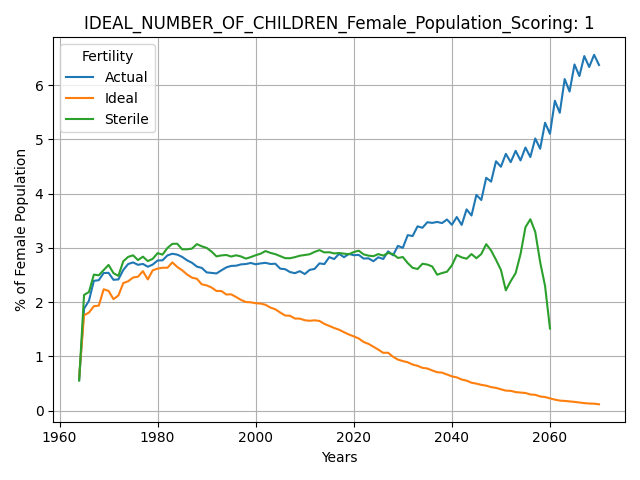 IDEAL_NUMBER_OF_CHILDREN_Female_Population_Scoring: 1
Fertility
Actual
Ideal
Sterile
% of Female Population
6
5
4
3
2
1
0
1960
1980
2000
2020
2040
2060
Years